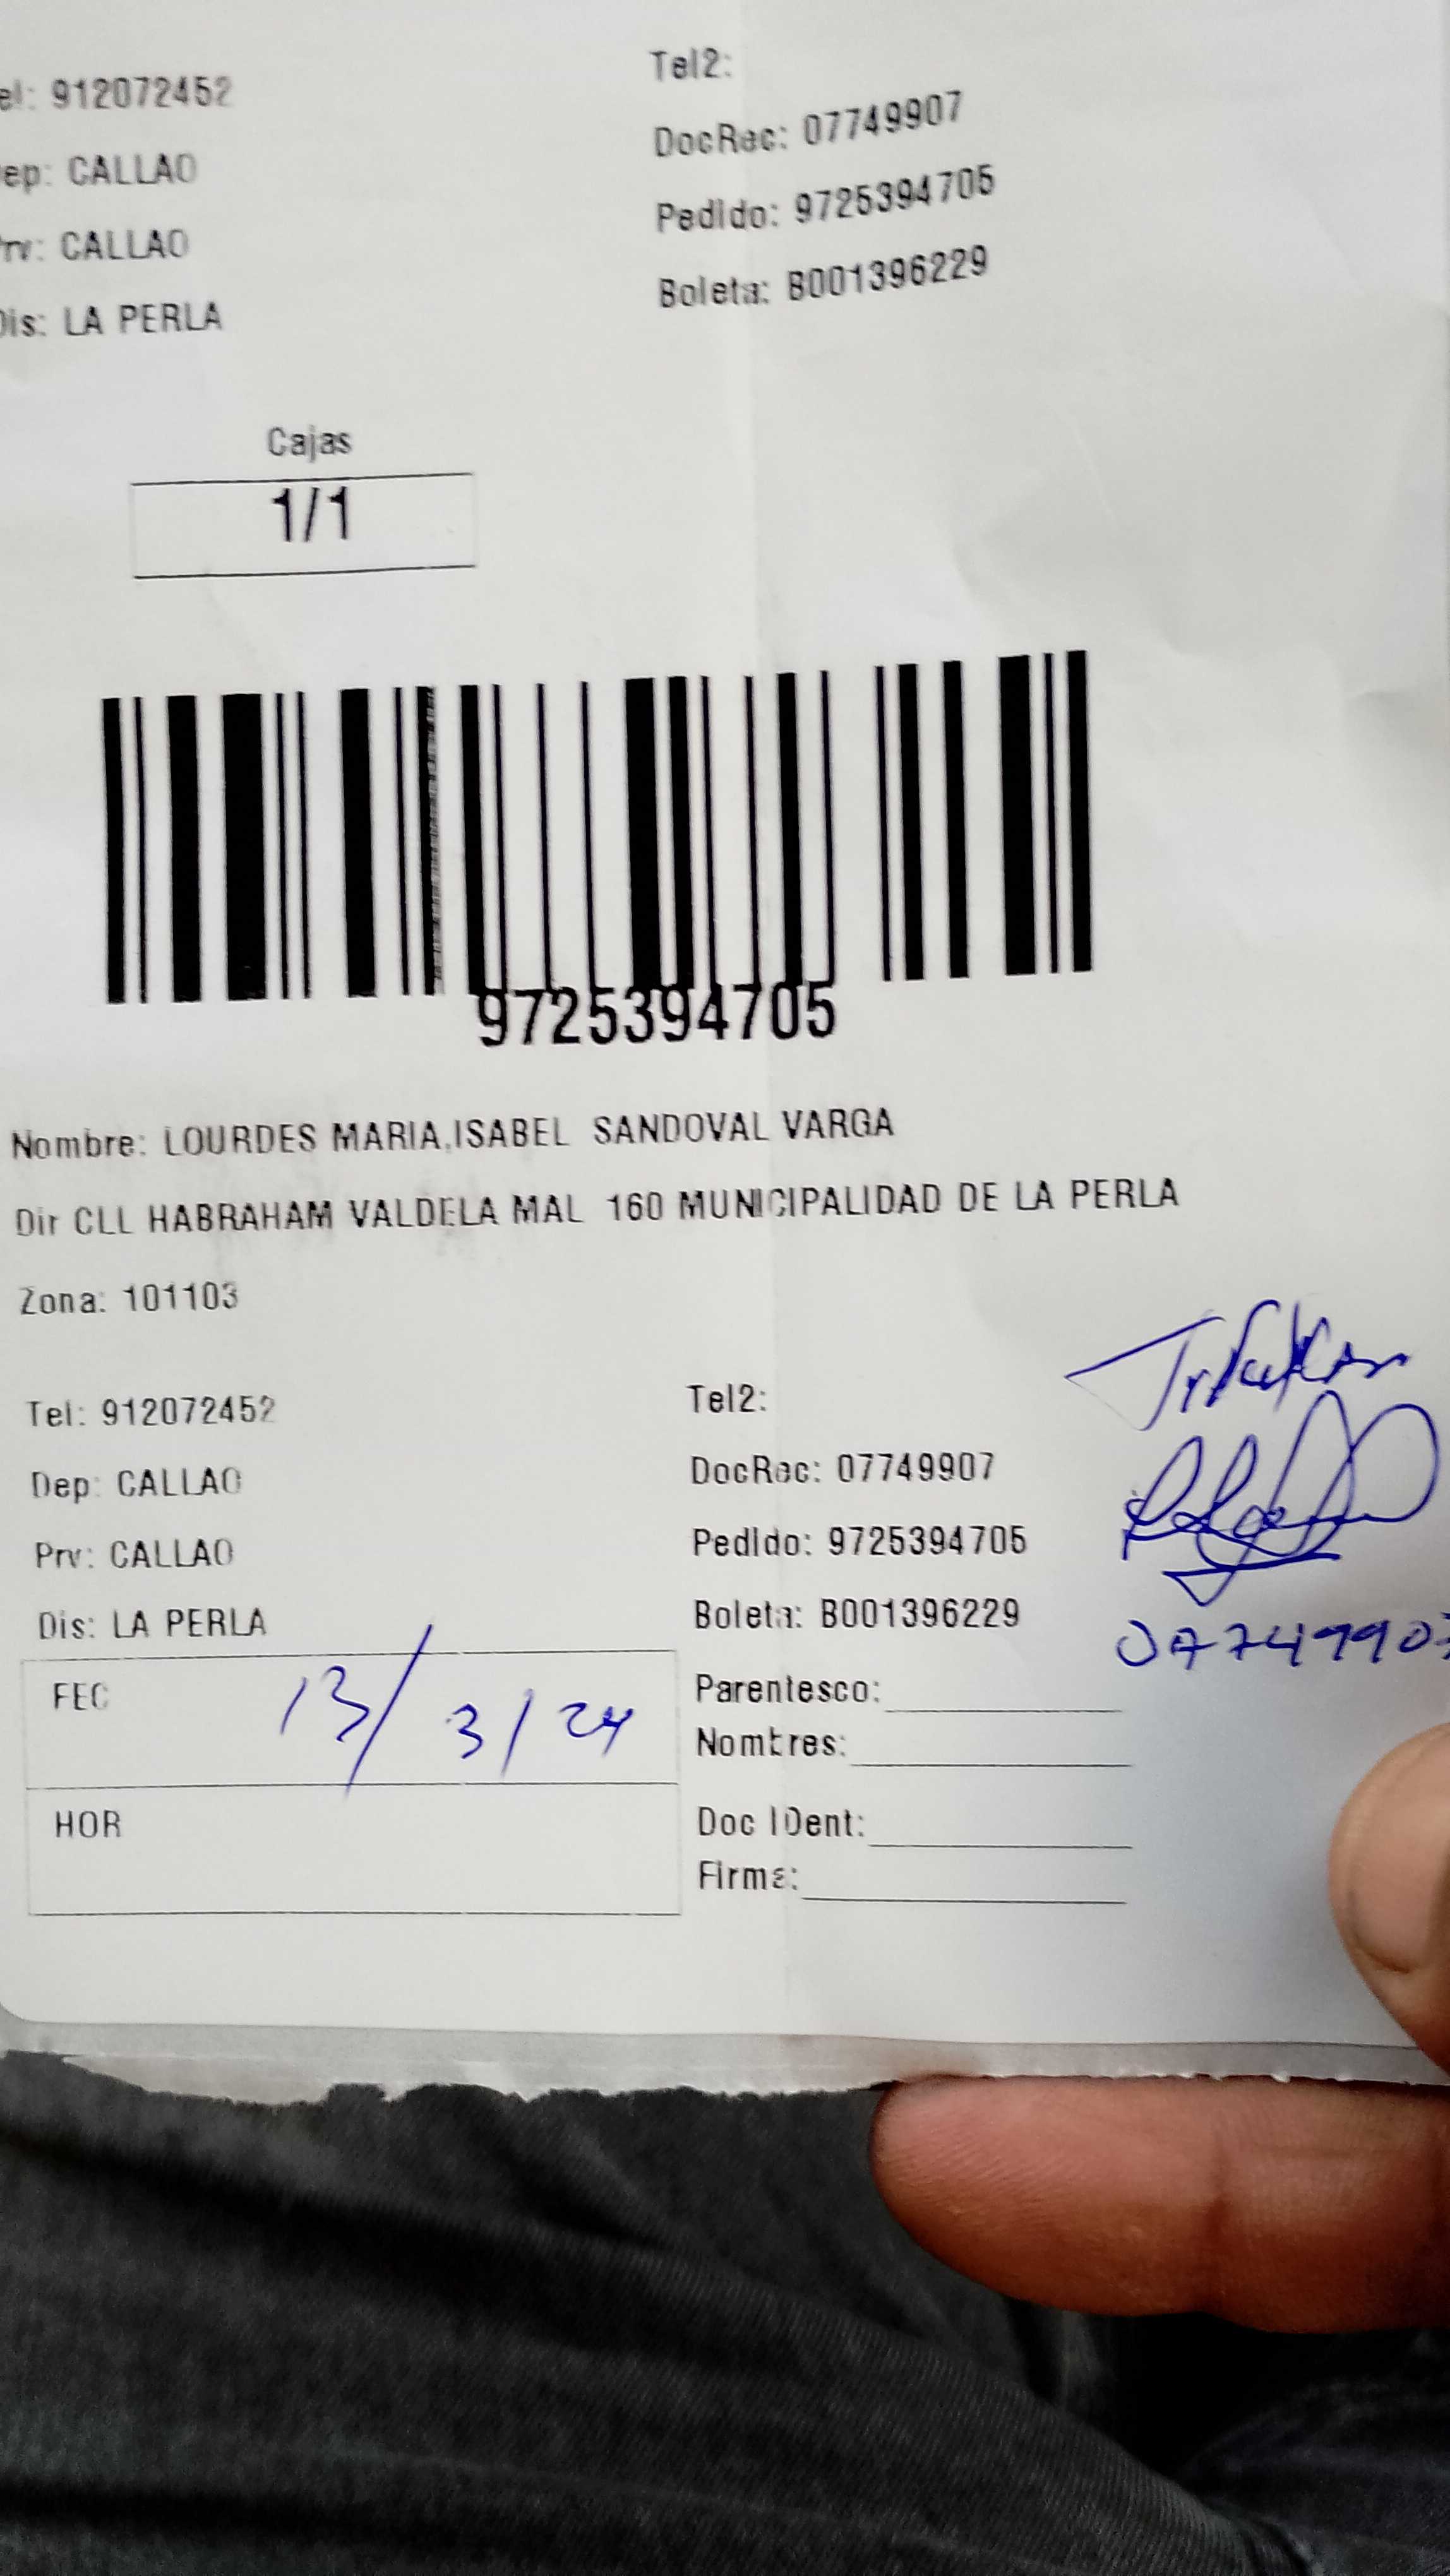 el: 912072452
Tel2:
ep: CALLAO
DocRec: 07749907
rv: CALLAO
Pedido: 9725394705
Dis: LA PERLA
Boleta: B001396229
Cajas
1/1
9725394705
Nombre: LOURDES MARIA,ISABEL SANDOVAL VARGA
Dir CLL HABRAHAM VALDELA MAL 160 MUNICIPALIDAD DE LA PERLA
Zona: 101103
Tel: 912072452
Tel2:
Dep: CALLAO
DocRec: 07749907
Prv: CALLAO
Pedido: 9725394705
Dis: LA PERLA
Boleta: B001396229
0774990
FEC 13/3/24
Parentesco:
Nombres:
HOR
Doc IDent:
Firma: